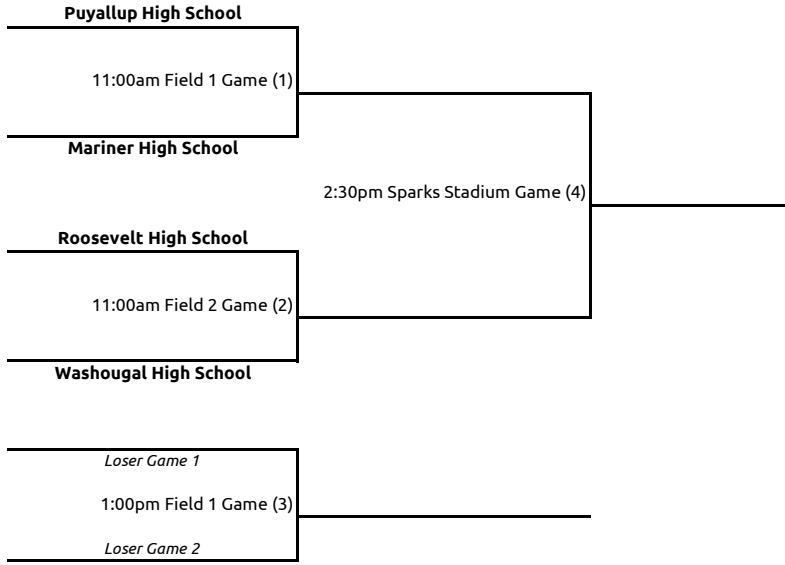 Puyallup High School
11:00am Field 1 Game (1)
Mariner High School
2:30pm Sparks Stadium Game (4)
Roosevelt High School
11:00am Field 2 Game (2)
Washougal High School
Loser Game 1
1:00pm Field 1 Game (3)
Loser Game 2